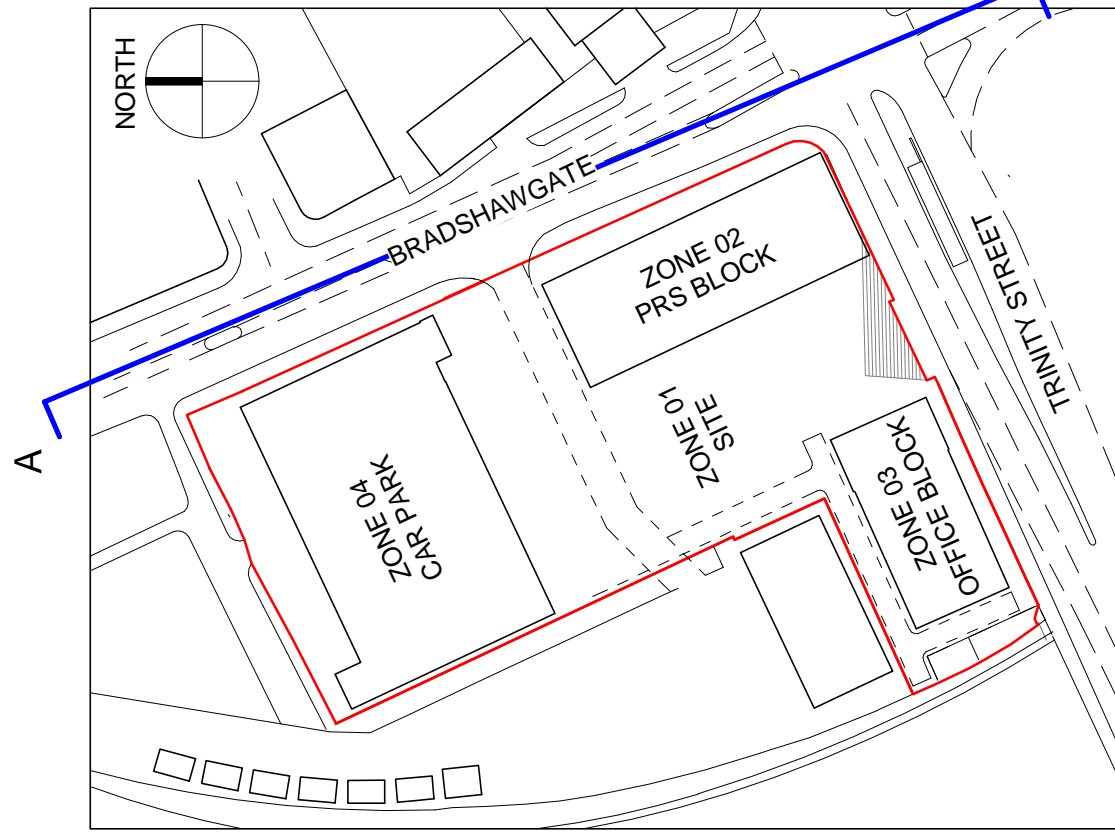 NORTH
BRADSHAWGATE
ZONE 02
PRS BLOCK
TRINITY STREET
ZONE 01
SITE
A
ZONE 04
CAR PARK
ZONE 03
OFFICE BLOCK